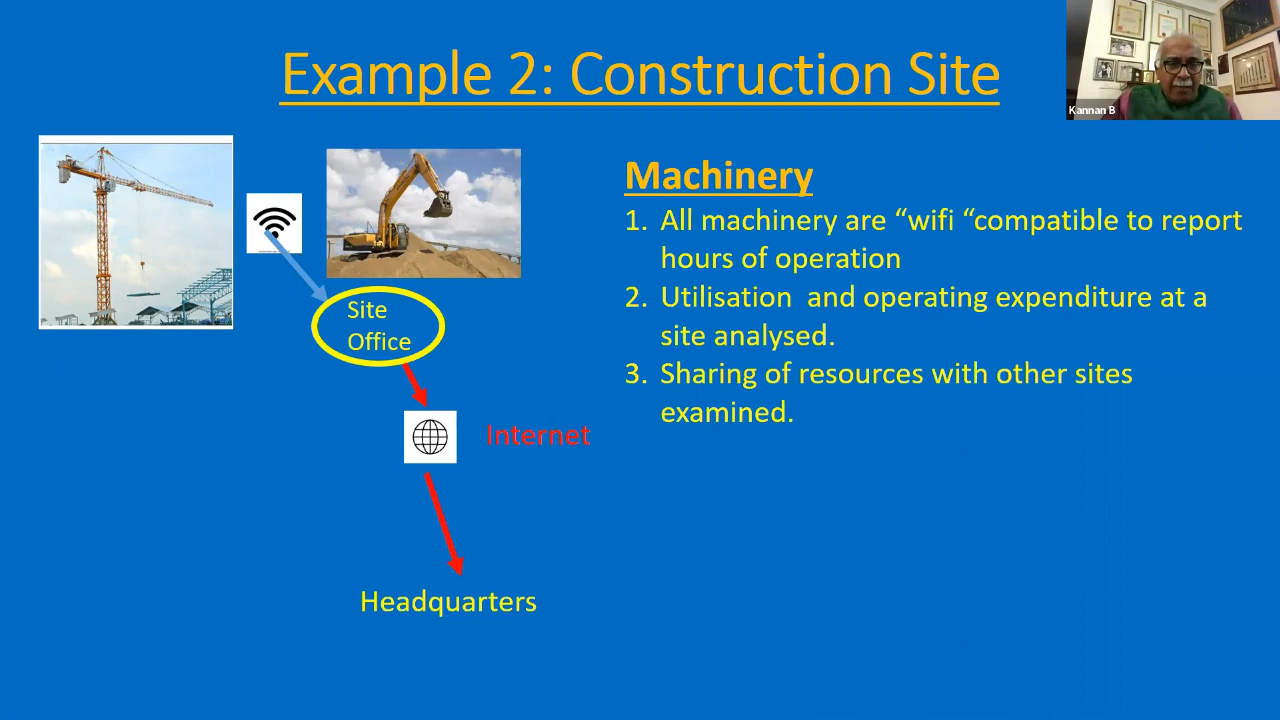 Example 2: Construction Site
Kannan B
Machinery
1. All machinery are “wifi “compatible to report
hours of operation
2. Utilisation and operating expenditure at a
site analysed.
3. Sharing of resources with other sites
examined.
Site
Office
Internet
Headquarters